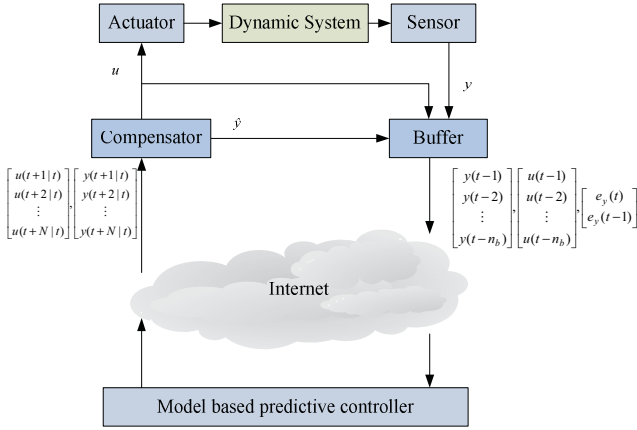 Actuator
Dynamic System
Sensor
u
y
Compensator
ŷ
Buffer
[u(t+1|t) u(t+2|t) ⋮ u(t+N|t)], [y(t+1|t) y(t+2|t) ⋮ y(t+N|t)]
[y(t−1) y(t−2) ⋮ y(t−n_b)], [u(t−1) u(t−2) ⋮ u(t−n_b)], [e_y(t) e_y(t−1)]
Internet
Model based predictive controller